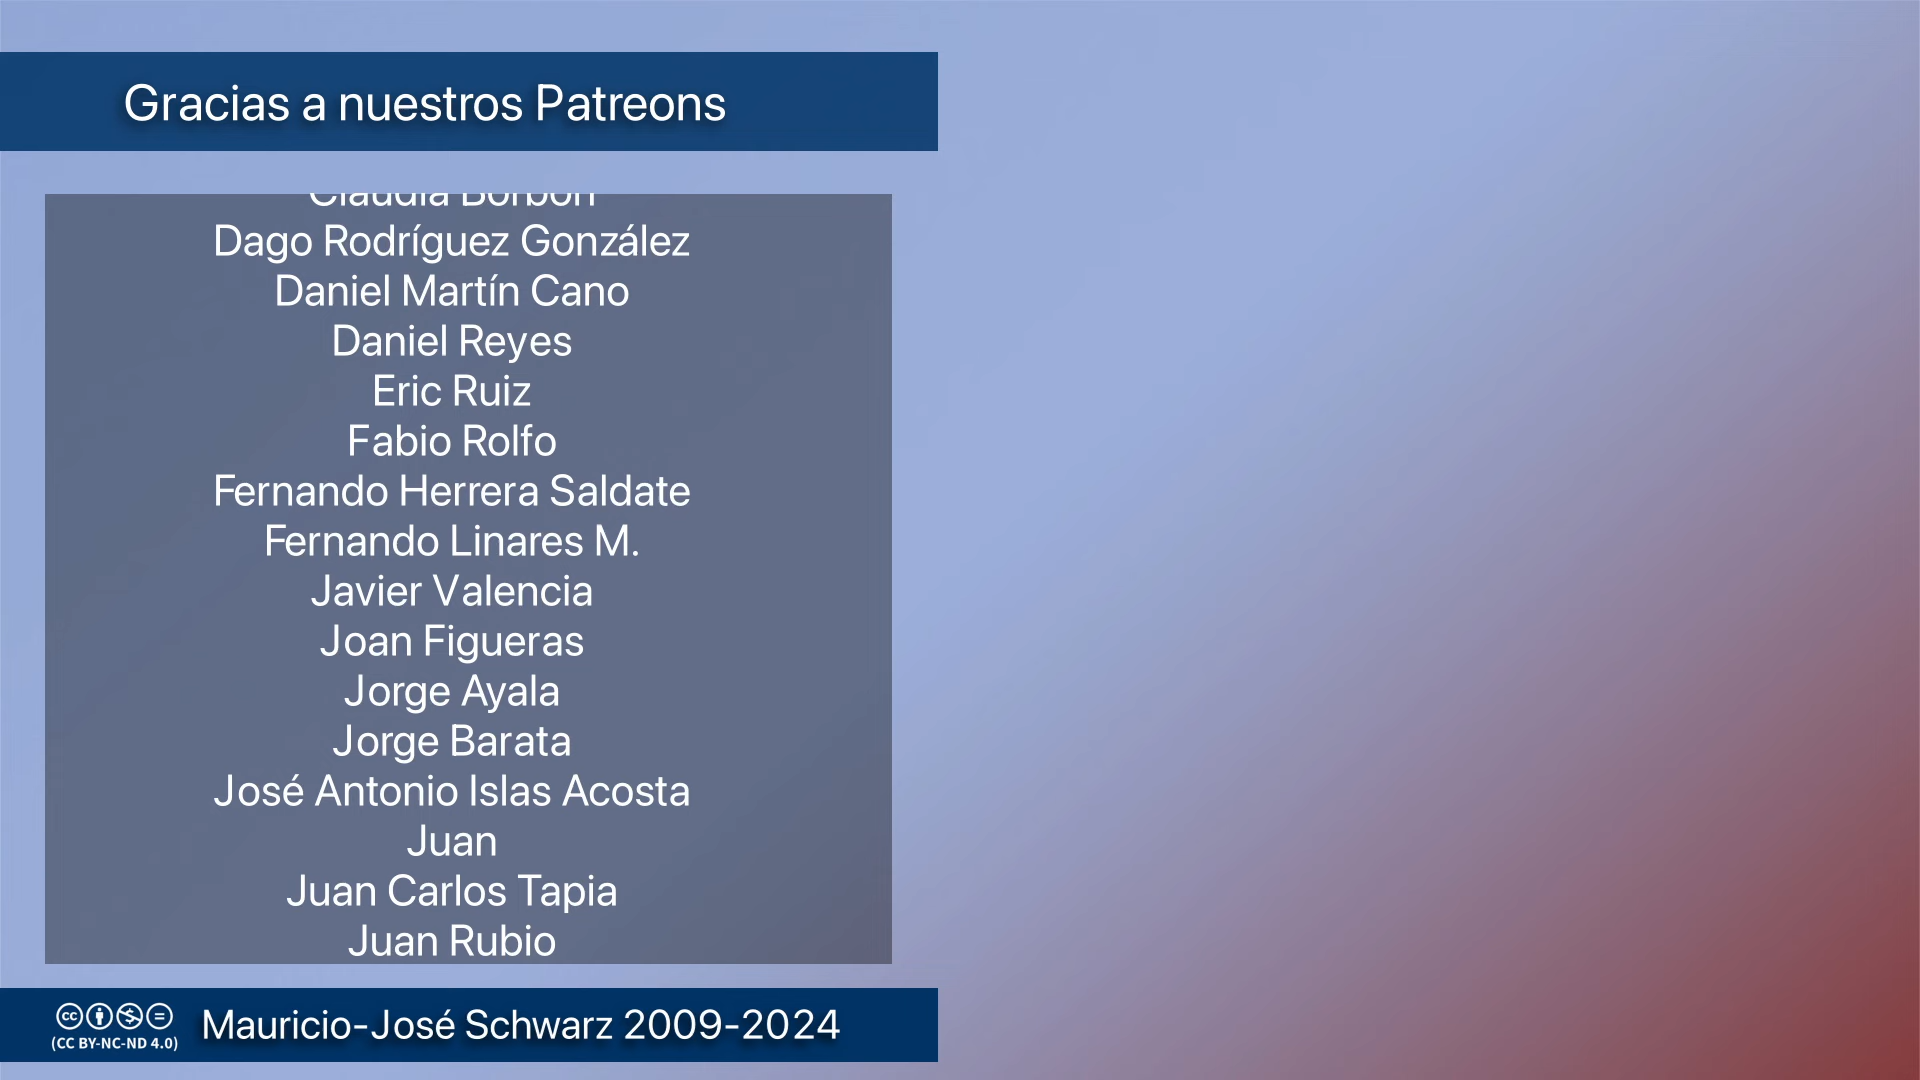 Gracias a nuestros Patreons
Claudia Borbón
Dago Rodríguez González
Daniel Martín Cano
Daniel Reyes
Eric Ruiz
Fabio Rolfo
Fernando Herrera Saldate
Fernando Linares M.
Javier Valencia
Joan Figueras
Jorge Ayala
Jorge Barata
José Antonio Islas Acosta
Juan
Juan Carlos Tapia
Juan Rubio
(CC BY-NC-ND 4.0)
Mauricio-José Schwarz 2009-2024